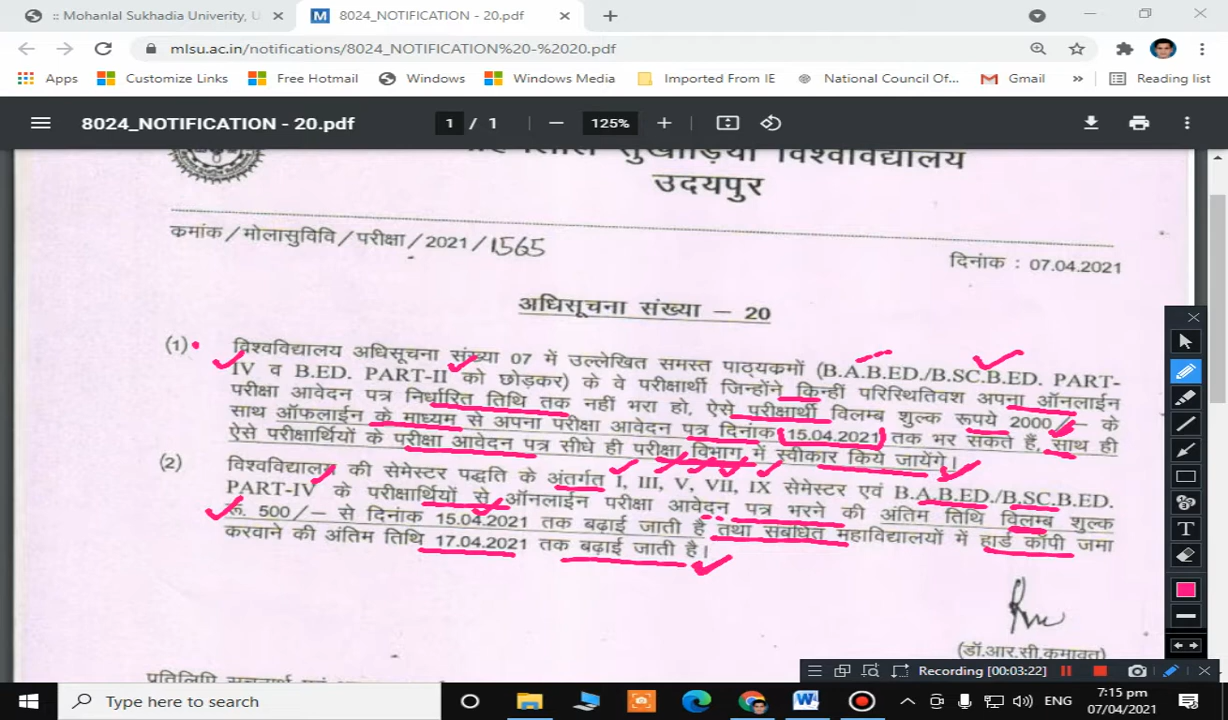 :: Mohanlal Sukhadia Univerity, U
8024_NOTIFICATION - 20.pdf
mlsu.ac.in/notifications/8024_NOTIFICATION%20-%2020.pdf
Apps Customize Links Free Hotmail Windows Windows Media Imported From IE National Council Of... Gmail » Reading list
8024_NOTIFICATION - 20.pdf 1 / 1 125%
सुखाड़िया विश्वविद्यालय
उदयपुर
कमांक/मोलासुविवि/परीक्षा/2021/1565
दिनांक : 07.04.2021
अधिसूचना संख्या – 20
(1) विश्वविद्यालय अधिसूचना संख्या 07 में उल्लेखित समस्त पाठ्यकमों (B.A.B.ED./B.SC.B.ED. PART-
IV व B.ED. PART-II को छोड़कर) के वे परीक्षार्थी जिन्होंने किन्हीं परिस्थितिवश अपना ऑनलाईन
परीक्षा आवेदन पत्र निर्धारित तिथि तक नहीं भरा हो, ऐसे परीक्षार्थी विलम्ब शुल्क रूपये 2000/– के
साथ ऑफलाईन के माध्यम से अपना परीक्षा आवेदन पत्र दिनांक 15.04.2021 तक भर सकते हैं, साथ ही
ऐसे परीक्षार्थियों के परीक्षा आवेदन पत्र सीधे ही परीक्षा विभाग में स्वीकार किये जायेंगे।
(2) विश्वविद्यालय की सेमेस्टर पद्धति के अंतर्गत I, III, V, VII, IX सेमेस्टर एवं B.A.B.ED./B.SC.B.ED.
PART-IV के परीक्षार्थियों से ऑनलाईन परीक्षा आवेदन पत्र भरने की अंतिम तिथि विलम्ब शुल्क
रू. 500/– से दिनांक 15.04.2021 तक बढ़ाई जाती है तथा संबधित महाविद्यालयों में हार्ड कॉपी जमा
करवाने की अंतिम तिथि 17.04.2021 तक बढ़ाई जाती है।
(डॉ.आर.सी.कुमावत)
Recording [00:03:22]
Type here to search
ENG
7:15 pm
07/04/2021